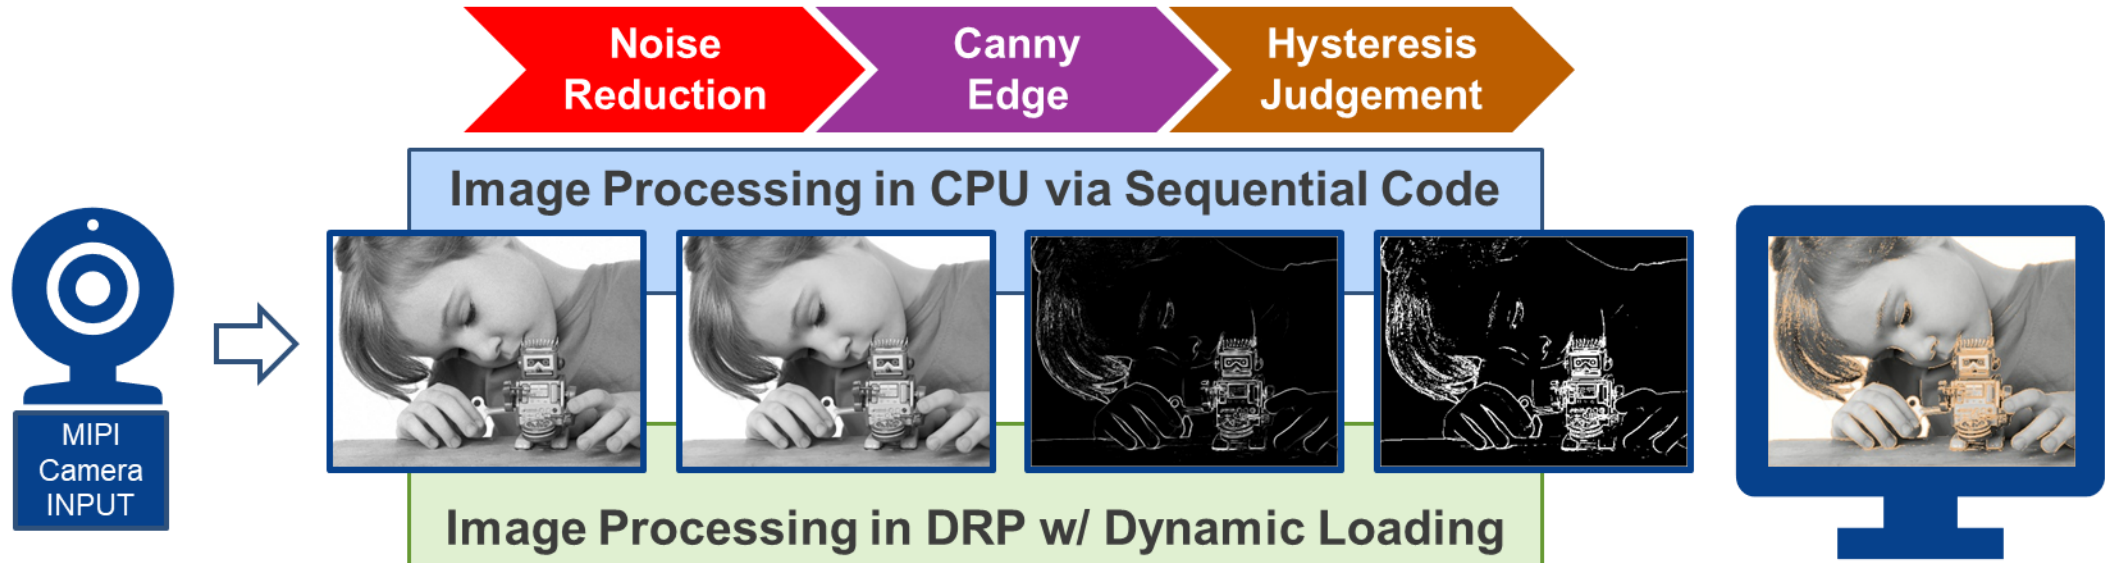 Noise
Reduction
Canny
Edge
Hysteresis
Judgement
Image Processing in CPU via Sequential Code
MIPI
Camera
INPUT
Image Processing in DRP w/ Dynamic Loading